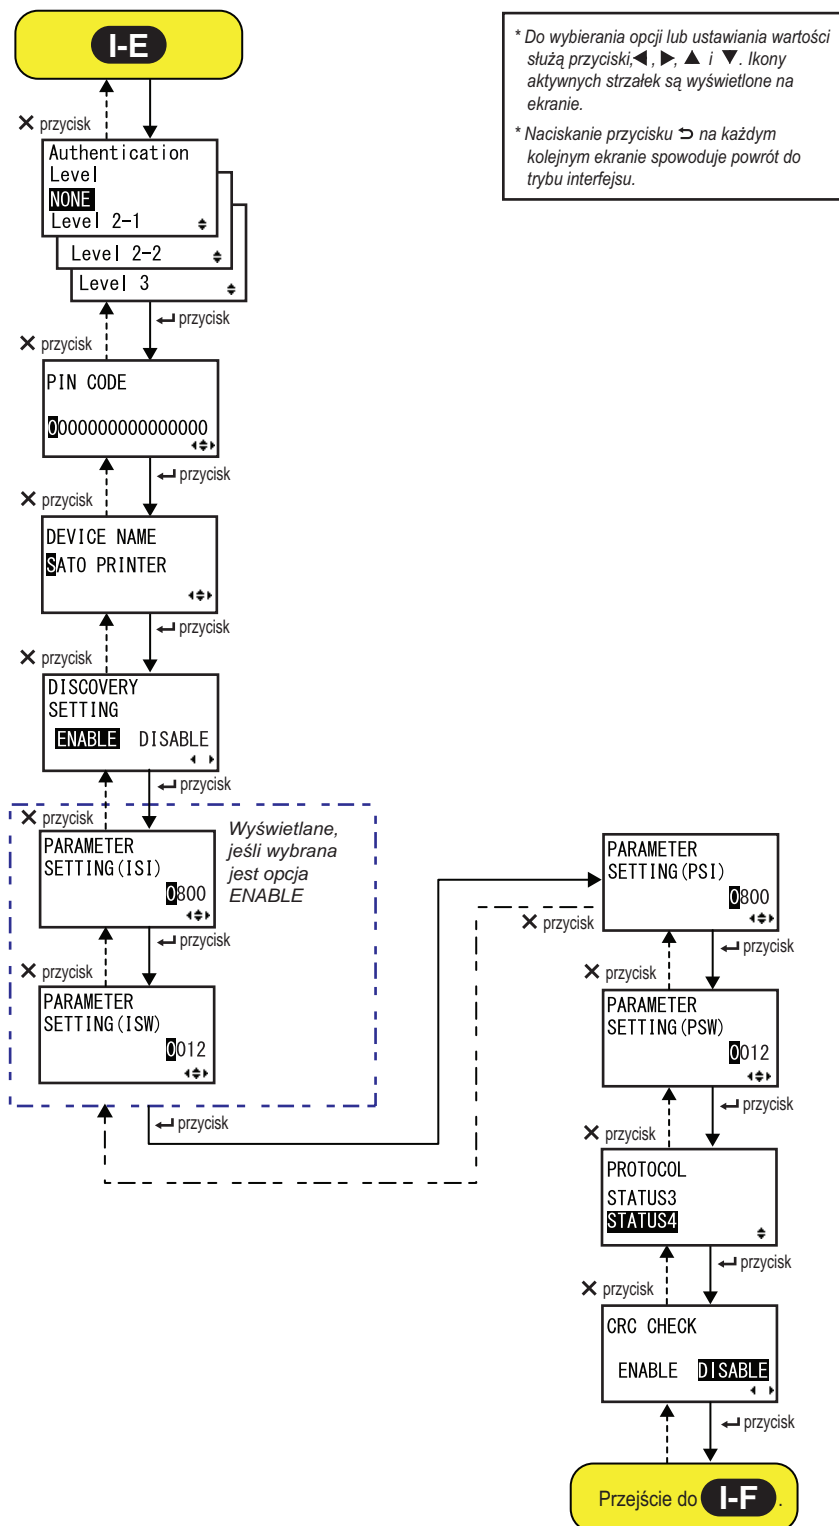 I-E
* Do wybierania opcji lub ustawiania wartości
służą przyciski,◀ , ▶, ▲ i ▼. Ikony
aktywnych strzałek są wyświetlone na
ekranie.
* Naciskanie przycisku ⮌ na każdym
kolejnym ekranie spowoduje powrót do
trybu interfejsu.
✕ przycisk
Authentication
Level
NONE
Level 2-1
Level 2-2
Level 3
↵ przycisk
✕ przycisk
PIN CODE
0000000000000000
↵ przycisk
✕ przycisk
DEVICE NAME
SATO PRINTER
↵ przycisk
✕ przycisk
DISCOVERY
SETTING
ENABLE DISABLE
↵ przycisk
✕ przycisk
Wyświetlane,
jeśli wybrana
jest opcja
ENABLE
PARAMETER
SETTING(ISI)
0800
↵ przycisk
✕ przycisk
PARAMETER
SETTING(ISW)
0012
↵ przycisk
PARAMETER
SETTING(PSI)
0800
✕ przycisk
↵ przycisk
✕ przycisk
PARAMETER
SETTING(PSW)
0012
↵ przycisk
✕ przycisk
PROTOCOL
STATUS3
STATUS4
↵ przycisk
✕ przycisk
CRC CHECK
ENABLE DISABLE
↵ przycisk
Przejście do I-F .